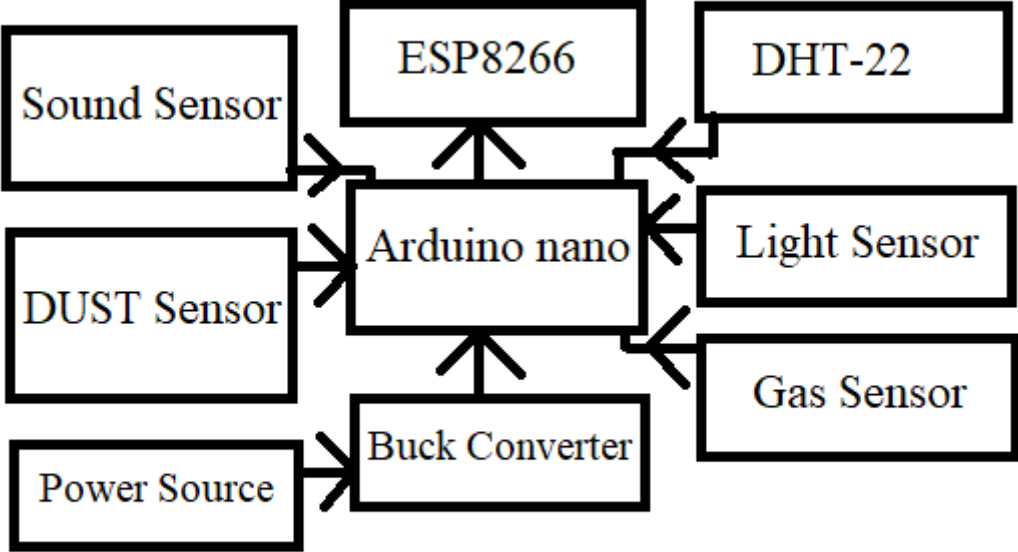 ESP8266
DHT-22
Sound Sensor
Arduino nano
Light Sensor
DUST Sensor
Gas Sensor
Buck Converter
Power Source